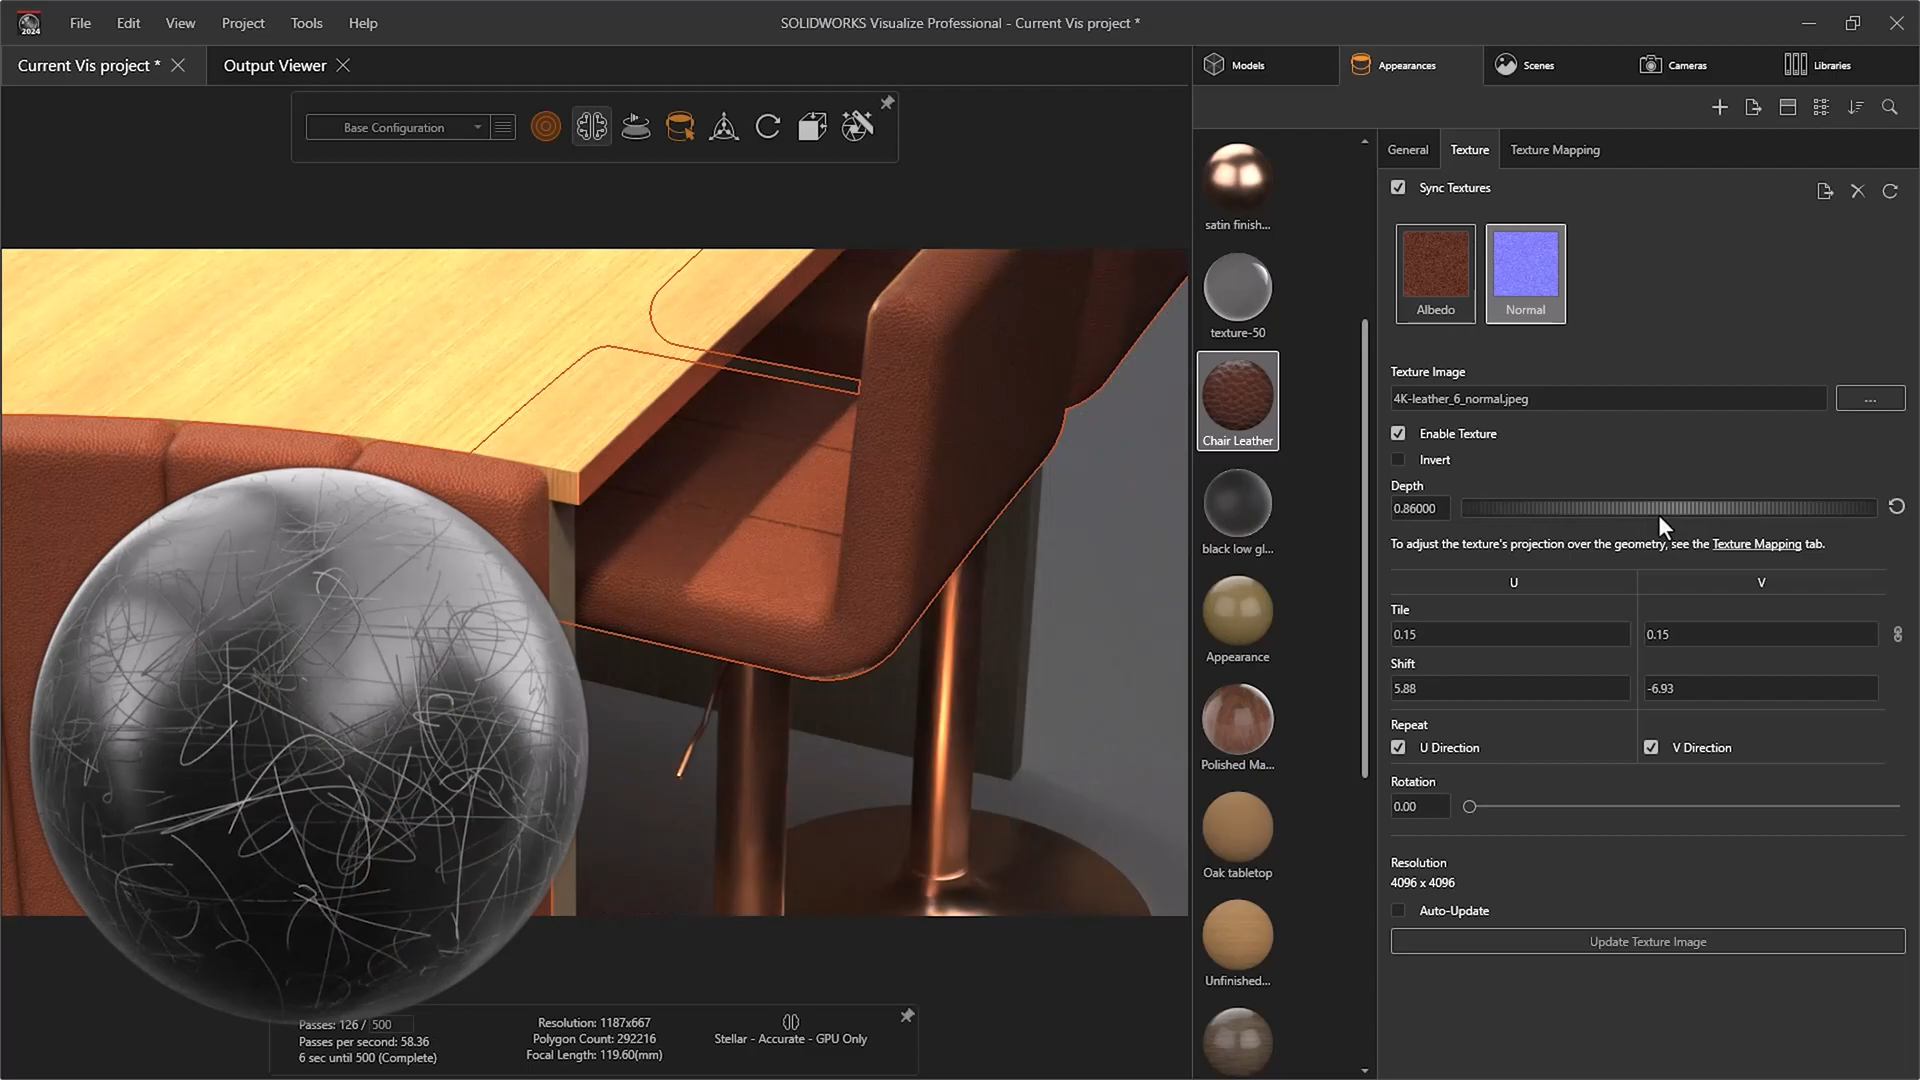 2024
File Edit View Project Tools Help
SOLIDWORKS Visualize Professional - Current Vis project *
Current Vis project *
Output Viewer
Models
Appearances
Scenes
Cameras
Libraries
Base Configuration
General
Texture
Texture Mapping
Sync Textures
Albedo
Normal
Texture Image
4K-leather_6_normal.jpeg
...
Enable Texture
Invert
Depth
0.86000
To adjust the texture's projection over the geometry, see the Texture Mapping tab.
U
V
Tile
0.15
0.15
Shift
5.88
-6.93
Repeat
U Direction
V Direction
Rotation
0.00
Resolution
4096 x 4096
Auto-Update
Update Texture Image
satin finish...
texture-50
Chair Leather
black low gl...
Appearance
Polished Ma...
Oak tabletop
Unfinished...
Passes: 126 / 500
Passes per second: 58.36
6 sec until 500 (Complete)
Resolution: 1187x667
Polygon Count: 292216
Focal Length: 119.60(mm)
Stellar - Accurate - GPU Only